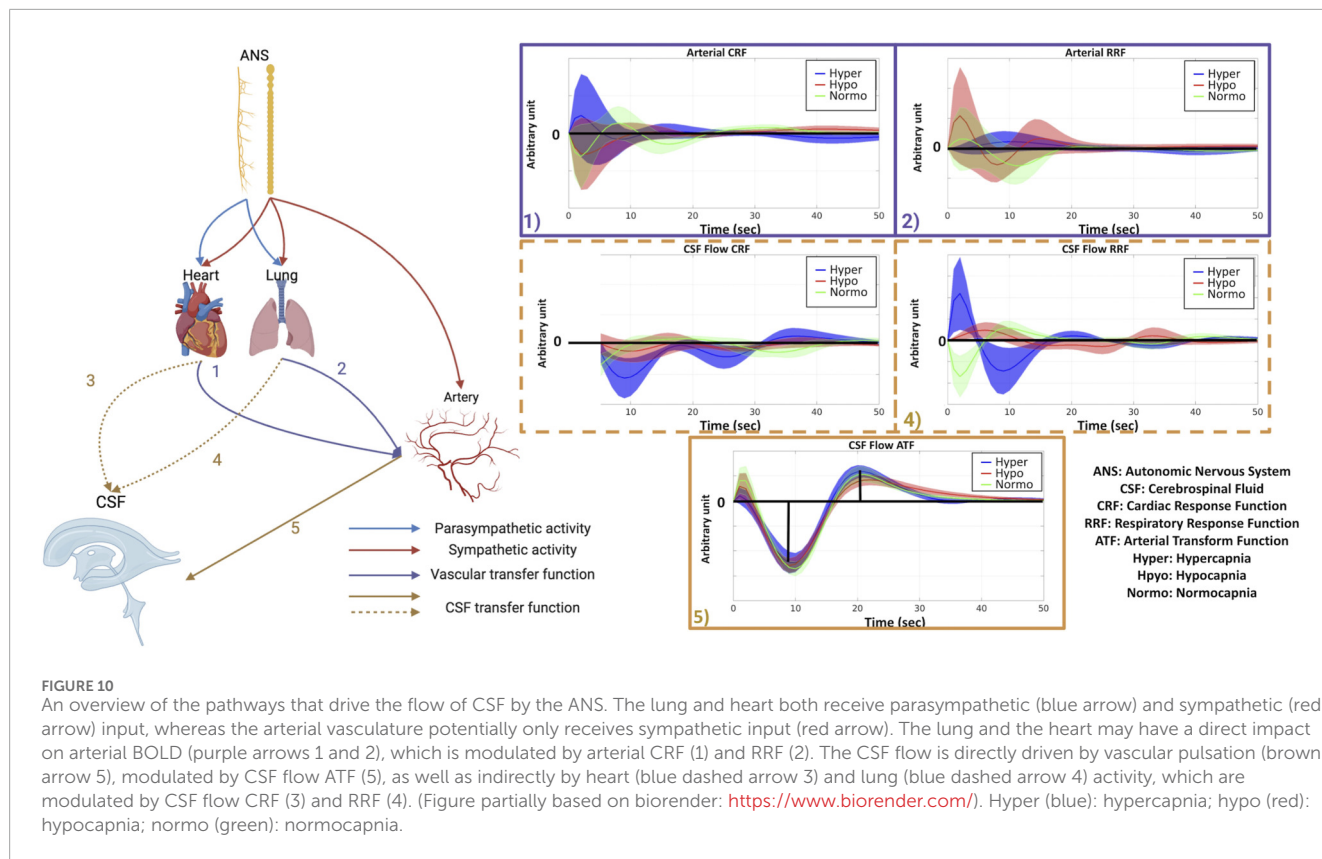 ANS
Heart
Lung
1
2
3
4
Artery
CSF
5
Parasympathetic activity
Sympathetic activity
Vascular transfer function
CSF transfer function
Arterial CRF
Arbitrary unit
0
Hyper
Hypo
Normo
0 10 20 30 40 50
1)
Time (sec)
Arterial RRF
Arbitrary unit
0
Hyper
Hypo
Normo
0 10 20 30 40 50
2)
Time (sec)
CSF Flow CRF
Arbitrary unit
0
Hyper
Hypo
Normo
10 20 30 40 50
Time (sec)
CSF Flow RRF
Arbitrary unit
0
Hyper
Hypo
Normo
0 10 20 30 40 50
4)
Time (sec)
CSF Flow ATF
Arbitrary unit
0
Hyper
Hypo
Normo
0 10 20 30 40 50
5)
Time (sec)
ANS: Autonomic Nervous System
CSF: Cerebrospinal Fluid
CRF: Cardiac Response Function
RRF: Respiratory Response Function
ATF: Arterial Transform Function
Hyper: Hypercapnia
Hpyo: Hypocapnia
Normo: Normocapnia
FIGURE 10
An overview of the pathways that drive the flow of CSF by the ANS. The lung and heart both receive parasympathetic (blue arrow) and sympathetic (red
arrow) input, whereas the arterial vasculature potentially only receives sympathetic input (red arrow). The lung and the heart may have a direct impact
on arterial BOLD (purple arrows 1 and 2), which is modulated by arterial CRF (1) and RRF (2). The CSF flow is directly driven by vascular pulsation (brown
arrow 5), modulated by CSF flow ATF (5), as well as indirectly by heart (blue dashed arrow 3) and lung (blue dashed arrow 4) activity, which are
modulated by CSF flow CRF (3) and RRF (4). (Figure partially based on biorender: https://www.biorender.com/). Hyper (blue): hypercapnia; hypo (red):
hypocapnia; normo (green): normocapnia.